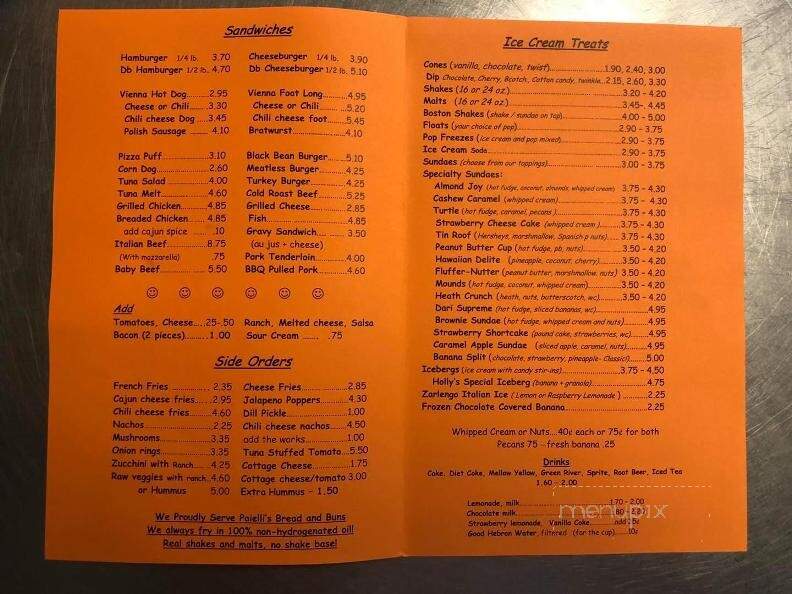 Sandwiches
Hamburger 1/4 lb. 3.70
Db Hamburger 1/2 lb.. 4.70
Vienna Hot Dog.........2.95
Cheese or Chili......3.30
Chili cheese Dog....3.45
Polish Sausage ....... 4.10
Pizza Puff............3.10
Corn Dog..............2.60
Tuna Salad ..........4.00
Tuna Melt............4.60
Grilled Chicken......4.85
Breaded Chicken.... 4.85
add cajun spice .10
Italian Beef...........8.75
(With mozzarella) .75
Baby Beef............ 5.50
Cheeseburger 1/4 lb. 3.90
Db Cheeseburger 1/2 lb. 5.10
Vienna Foot Long.......4.95
Cheese or Chili.......5.20
Chili cheese foot.....5.45
Bratwurst...............4.10
Black Bean Burger.....5.10
Meatless Burger........4.25
Turkey Burger..........4.25
Cold Roast Beef........5.25
Grilled Cheese..........2.85
Fish.......................4.85
Gravy Sandwich........ 3.50
(au jus + cheese)
Pork Tenderloin........4.00
BBQ Pulled Pork........4.60
Add
Tomatoes, Cheese....25-.50 Ranch, Melted cheese, Salsa
Bacon (2 pieces).......1.00 Sour Cream ..... .75
Side Orders
French Fries .......... 2.35
Cajun cheese fries....2.95
Chili cheese fries......4.60
Nachos..................2.25
Mushrooms.............3.35
Onion rings.............3.35
Zucchini with Ranch.... 4.25
Raw veggies with ranch..4.60
or Hummus 5.00
Cheese Fries............2.85
Jalapeno Poppers.......4.30
Dill Pickle...............1.00
Chili cheese nachos.....4.50
add the works...........1.00
Tuna Stuffed Tomato...5.50
Cottage Cheese.........1.75
Cottage cheese/tomato 3.00
Extra Hummus - 1.50
We Proudly Serve Paielli's Bread and Buns
We always fry in 100% non-hydrogenated oil!
Real shakes and malts, no shake base!
Ice Cream Treats
Cones (vanilla, chocolate, twist)...................1.90, 2.40, 3.00
Dip Chocolate, Cherry, Bcotch, Cotton candy, twinkle...2.15, 2.60, 3.30
Shakes (16 or 24 oz)..............................3.20 - 4.20
Malts (16 or 24 oz)...............................3.45-. 4.45
Boston Shakes (shake / sundae on top)...............4.00 - 5.00
Floats (your choice of pop)..........................2.90 - 3.75
Pop Freezes (ice cream and pop mixed)................2.90 - 3.75
Ice Cream Soda.....................................2.90 - 3.75
Sundaes (choose from our toppings)...................3.00 - 3.75
Specialty Sundaes:
Almond Joy (hot fudge, coconut, almonds, whipped cream) 3.75 - 4.30
Cashew Caramel (whipped cream)....................3.75 - 4.30
Turtle (hot fudge, caramel, pecans ).................3.75 - 4.30
Strawberry Cheese Cake (whipped cream )..........3.75 - 4.30
Tin Roof (Hersheys, marshmallow, Spanish p nuts)....3.75 - 4.30
Peanut Butter Cup (hot fudge, pb, nuts)............3.50 - 4.20
Hawaiian Delite (pineapple, coconut, cherry).........3.50 - 4.20
Fluffer-Nutter (peanut butter, marshmallow. nuts) 3.50 - 4.20
Mounds (hot fudge, coconut, whipped cream)..........3.50 - 4.20
Heath Crunch (heath, nuts, butterscotch, wc).........3.50 - 4.20
Dari Supreme (hot fudge, sliced bananas, wc)..............4.95
Brownie Sundae (hot fudge, whipped cream and nuts).......4.95
Strawberry Shortcake (pound cake, strawberries, wc)......4.95
Caramel Apple Sundae (sliced apple, caramel, nuts).......4.95
Banana Split (chocolate, strawberry, pineapple- Classic!).....5.00
Icebergs (ice cream with candy stir-ins)...................3.75 - 4.50
Holly's Special Iceberg (banana + granola)................4.75
Zarlengo Italian Ice ( Lemon or Raspberry Lemonade )........2.25
Frozen Chocolate Covered Banana...........................2.25
Whipped Cream or Nuts....40¢ each or 75¢ for both
Pecans 75 - fresh banana .25
Drinks
Coke, Diet Coke, Mellow Yellow, Green River, Sprite, Root Beer, Iced Tea
1.60 - 2.00
Lemonade, milk........................1.70 - 2.00
Chocolate milk........................
Strawberry lemonade, Vanilla Coke........add
Good Hebron Water, filtered (for the cup).......10¢
menupix